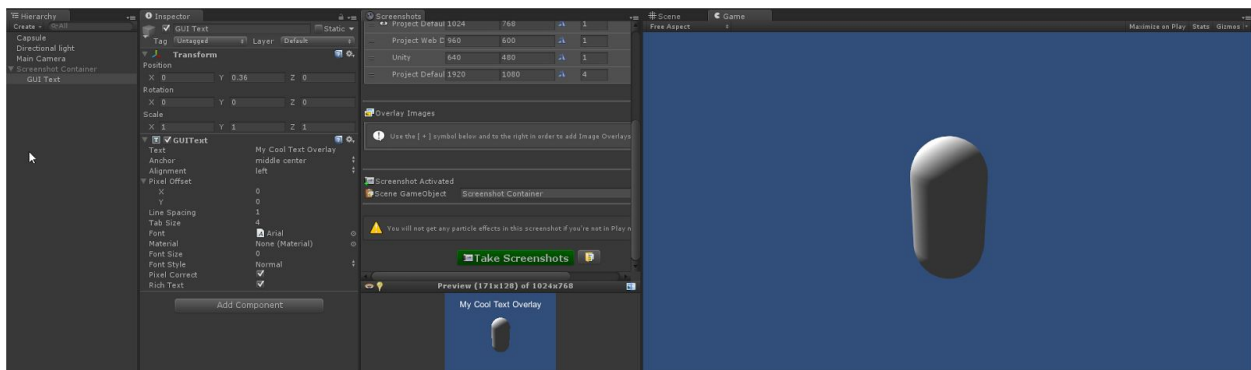 Hierarchy
Create
All
Capsule
Directional light
Main Camera
Screenshot Container
GUI Text
Inspector
GUI Text
Static
Tag Untagged Layer Default
Transform
Position
X 0 Y 0.36 Z 0
Rotation
X 0 Y 0 Z 0
Scale
X 1 Y 1 Z 1
GUIText
Text My Cool Text Overlay
Anchor middle center
Alignment left
Pixel Offset
X 0
Y 0
Line Spacing 1
Tab Size 4
Font Arial
Material None (Material)
Font Size 0
Font Style Normal
Pixel Correct
Rich Text
Add Component
Screenshots
Project Defaul 1024 768 1
Project Web D 960 600 1
Unity 640 480 1
Project Defaul 1920 1080 4
Overlay Images
Use the [ + ] symbol below and to the right in order to add Image Overlays
Screenshot Activated
Scene GameObject Screenshot Container
You will not get any particle effects in this screenshot if you're not in Play
Take Screenshots
Preview (171x128) of 1024x768
My Cool Text Overlay
Scene
Game
Free Aspect
Maximize on Play Stats Gizmos